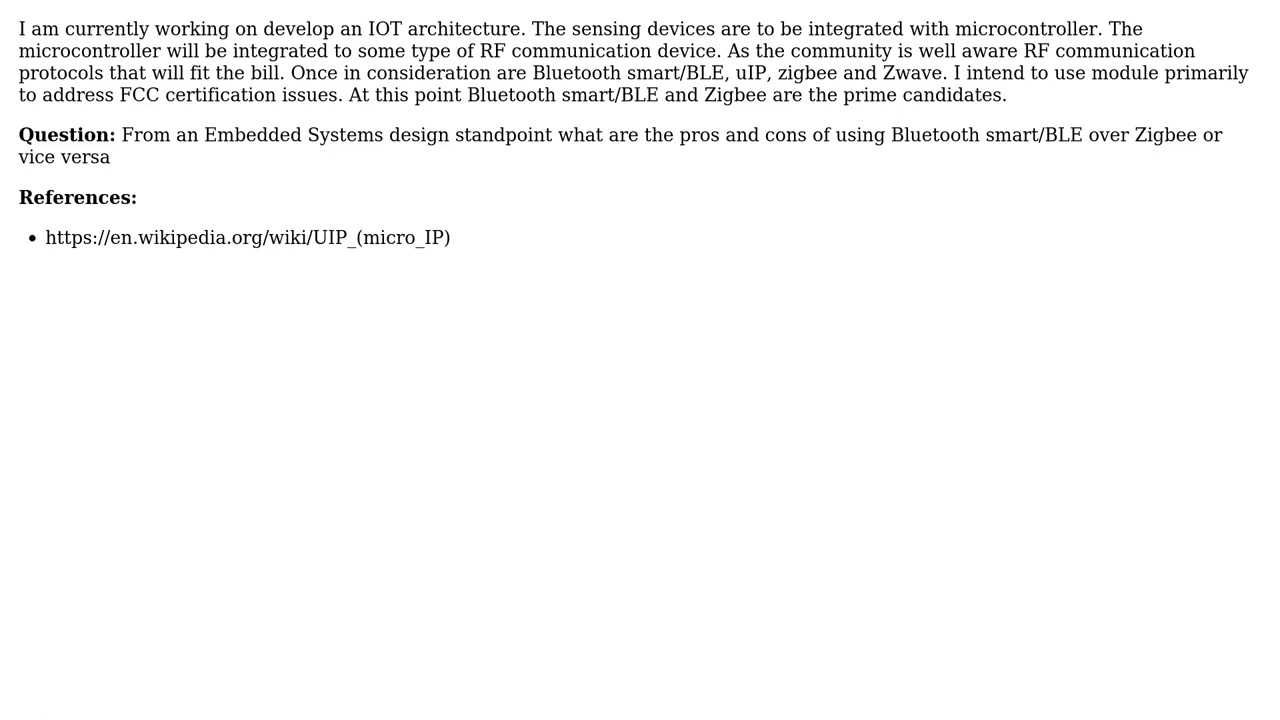 I am currently working on develop an IOT architecture. The sensing devices are to be integrated with microcontroller. The
microcontroller will be integrated to some type of RF communication device. As the community is well aware RF communication
protocols that will fit the bill. Once in consideration are Bluetooth smart/BLE, uIP, zigbee and Zwave. I intend to use module primarily
to address FCC certification issues. At this point Bluetooth smart/BLE and Zigbee are the prime candidates.
Question: From an Embedded Systems design standpoint what are the pros and cons of using Bluetooth smart/BLE over Zigbee or
vice versa
References:
• https://en.wikipedia.org/wiki/UIP_(micro_IP)